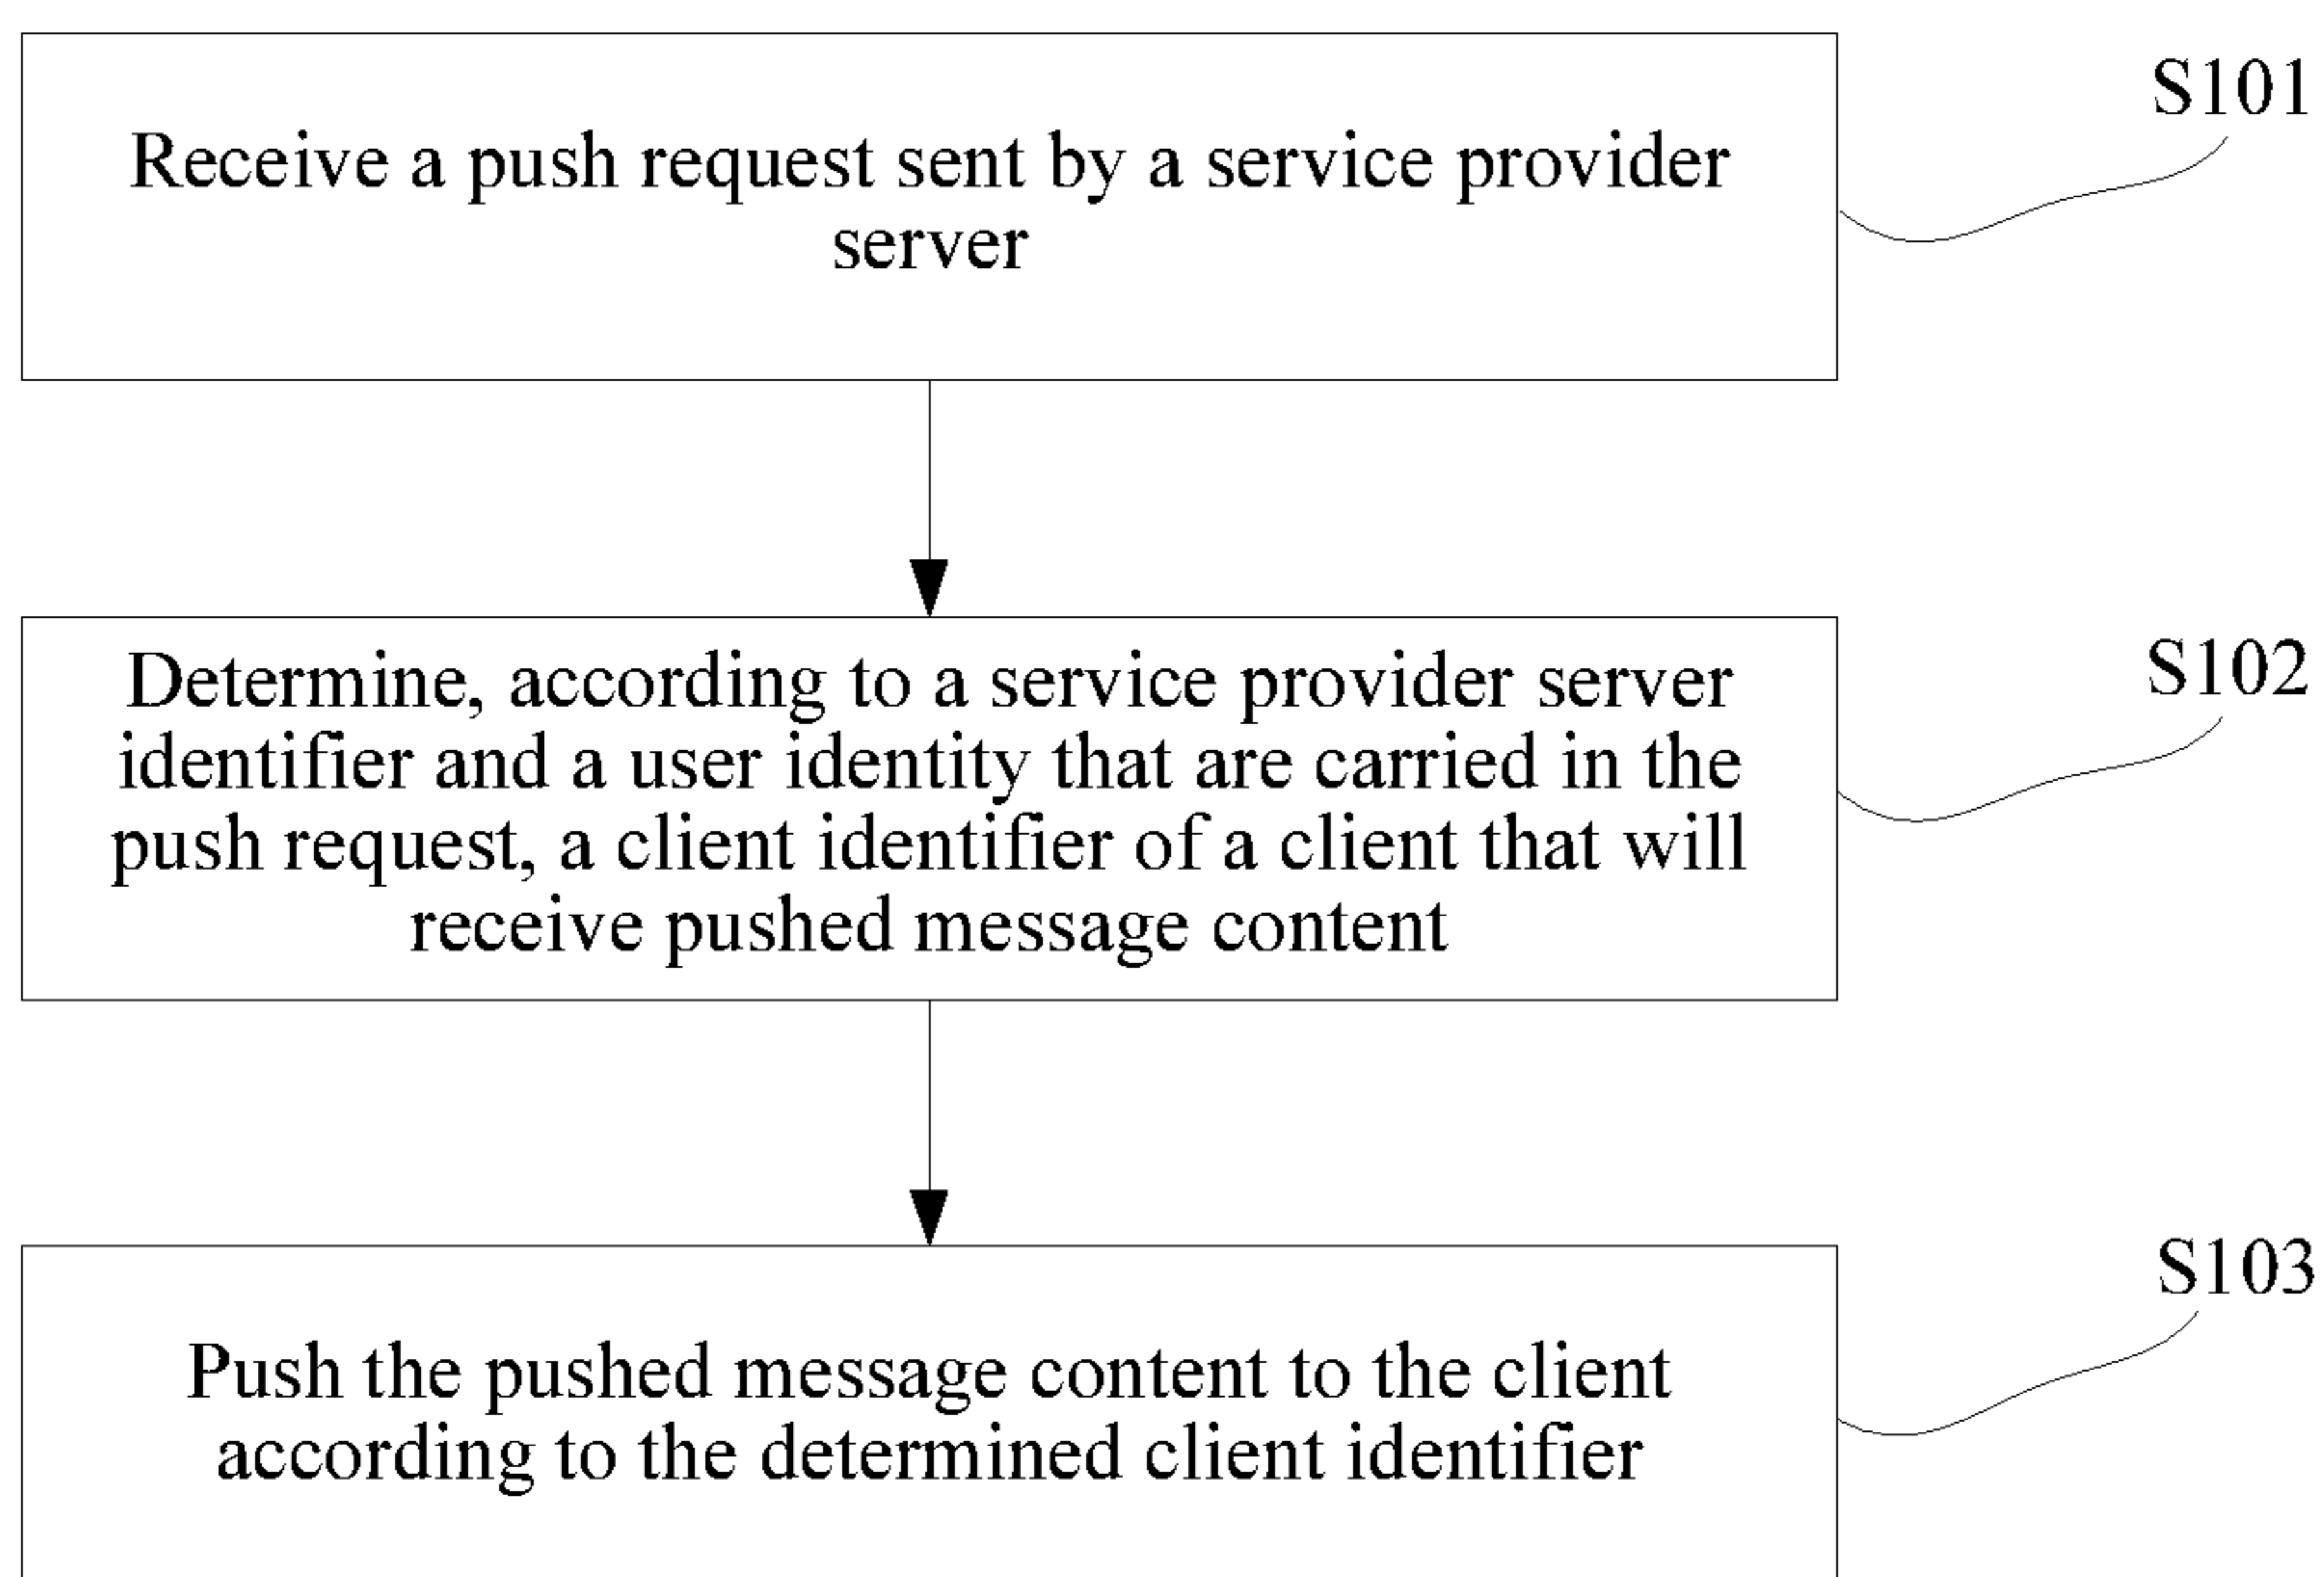 S101
Receive a push request sent by a service provider
server
S102
Determine, according to a service provider server
identifier and a user identity that are carried in the
push request, a client identifier of a client that will
receive pushed message content
S103
Push the pushed message content to the client
according to the determined client identifier